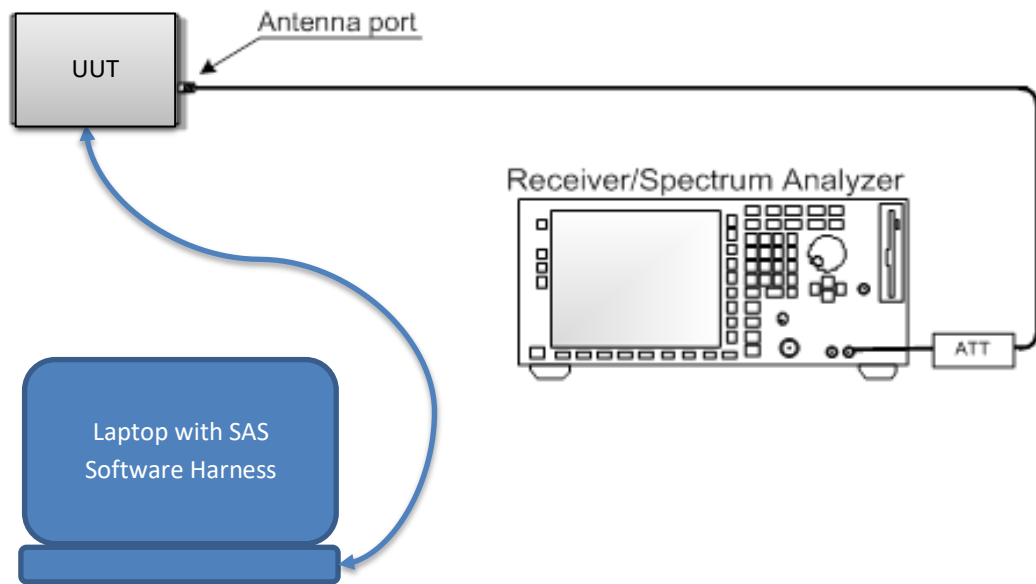 Antenna port
UUT
Receiver/Spectrum Analyzer
ATT
Laptop with SAS
Software Harness